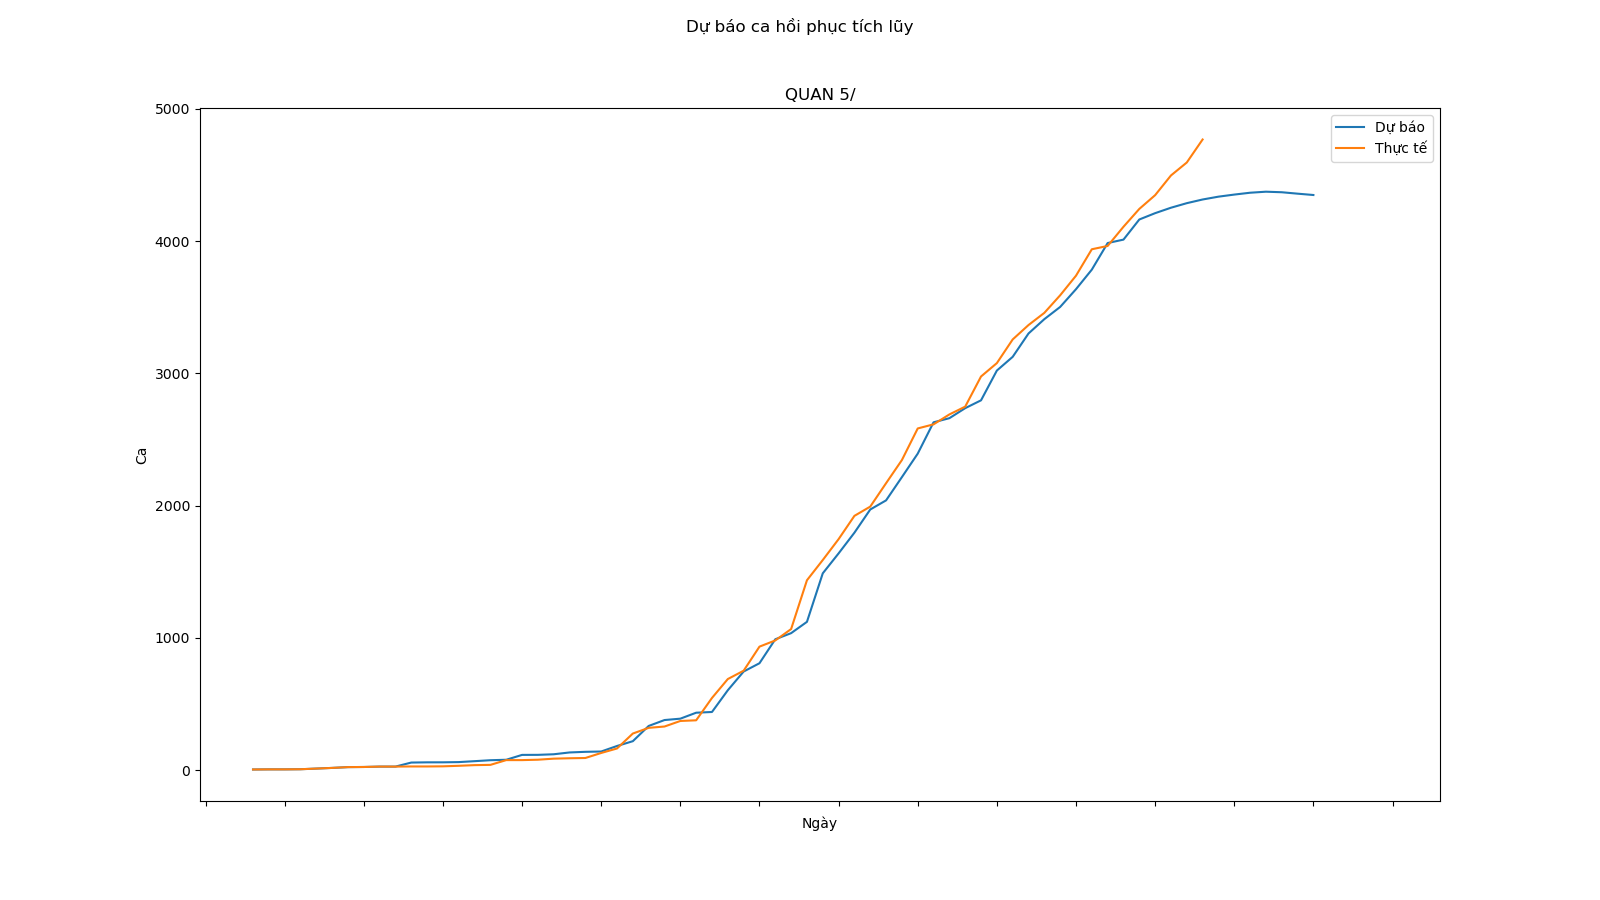 Dự báo ca hồi phục tích lũy
QUAN 5/
5000
4000
3000
2000
1000
0
Ca
Ngày
Dự báo
Thực tế